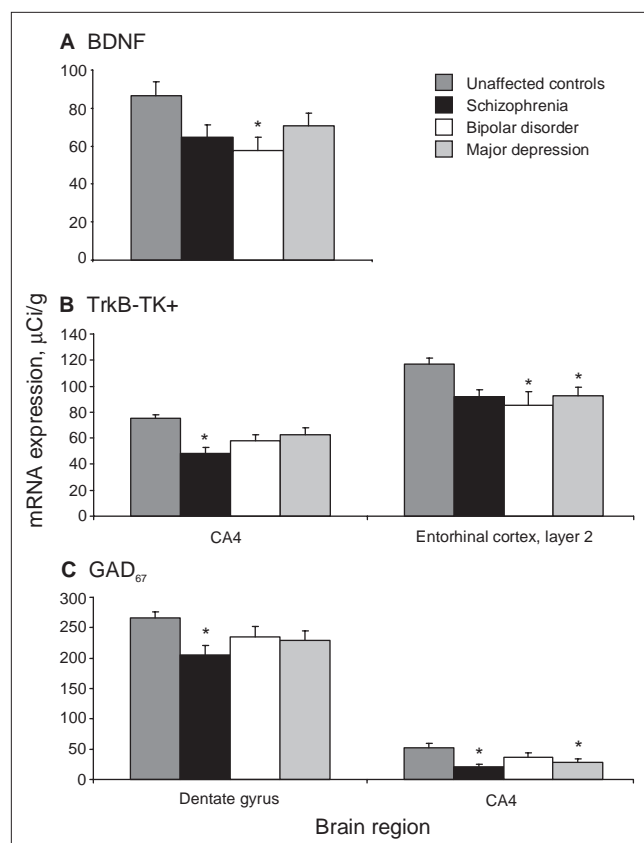 A BDNF
100
80
60
40
20
0
*
Unaffected controls
Schizophrenia
Bipolar disorder
Major depression
mRNA expression, μCi/g
B TrkB-TK+
140
120
100
80
60
40
20
0
*
*
*
CA4
Entorhinal cortex, layer 2
C GAD₆₇
300
250
200
150
100
50
0
*
*
*
Dentate gyrus
CA4
Brain region